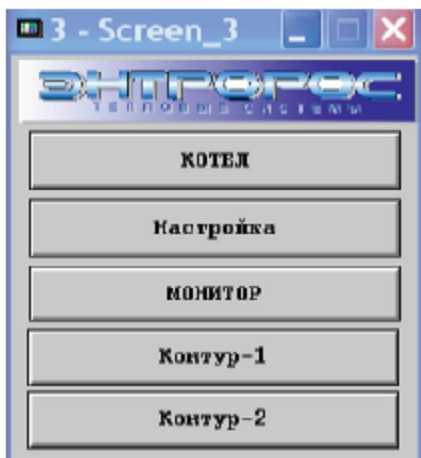 3 - Screen_3
ЭНТРОРОС
ТЕПЛОВЫЕ СИСТЕМЫ
КОТЕЛ
Настройка
МОНИТОР
Контур-1
Контур-2